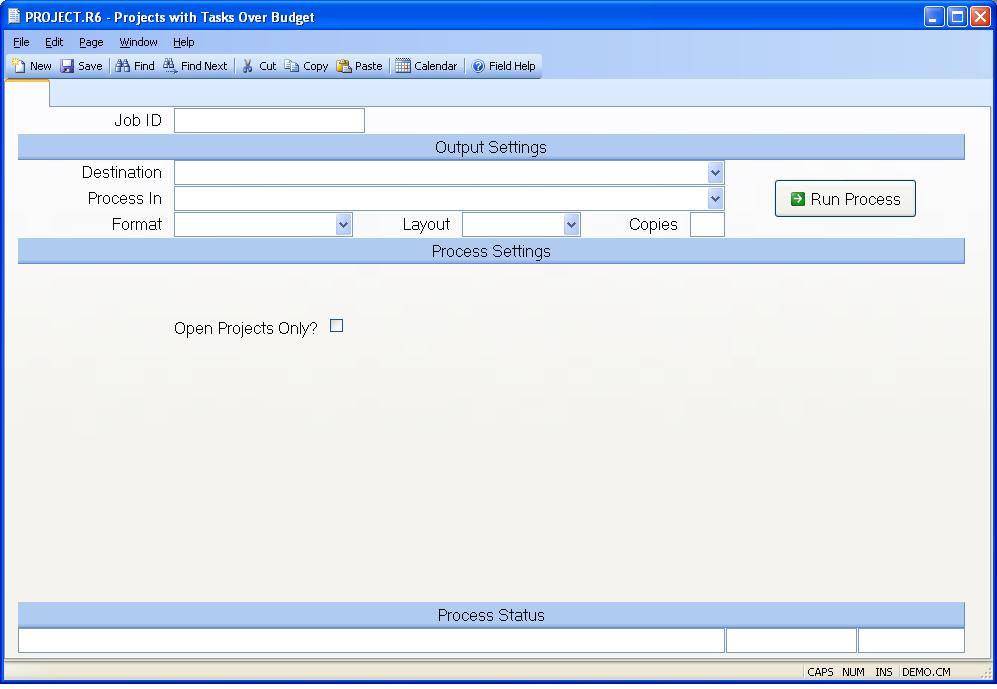 PROJECT.R6 - Projects with Tasks Over Budget
File Edit Page Window Help
New Save Find Find Next Cut Copy Paste Calendar Field Help
Job ID
Output Settings
Destination
Process In
Run Process
Format Layout Copies
Process Settings
Open Projects Only?
Process Status
CAPS NUM INS DEMO.CM